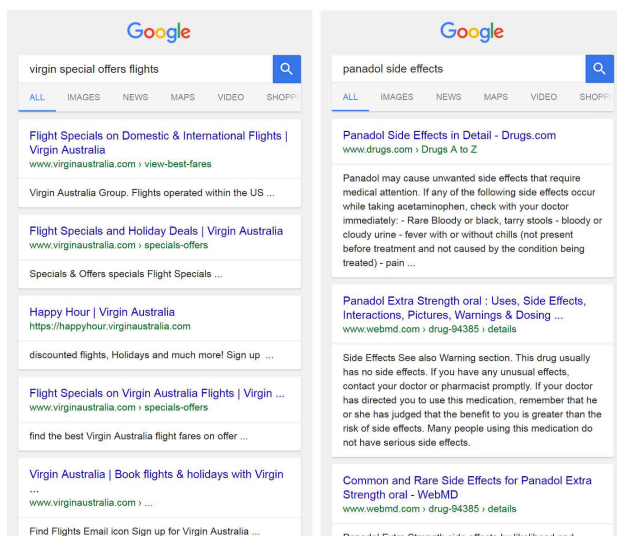 Google
virgin special offers flights
ALL IMAGES NEWS MAPS VIDEO SHOPP
Flight Specials on Domestic & International Flights |
Virgin Australia
www.virginaustralia.com › view-best-fares
Virgin Australia Group. Flights operated within the US ...
Flight Specials and Holiday Deals | Virgin Australia
www.virginaustralia.com › specials-offers
Specials & Offers specials Flight Specials ...
Happy Hour | Virgin Australia
https://happyhour.virginaustralia.com
discounted flights, Holidays and much more! Sign up ...
Flight Specials on Virgin Australia Flights | Virgin ...
www.virginaustralia.com › specials-offers
find the best Virgin Australia flight fares on offer ...
Virgin Australia | Book flights & holidays with Virgin
...
www.virginaustralia.com › ...
Find Flights Email icon Sign up for Virgin Australia ...
Google
panadol side effects
ALL IMAGES NEWS MAPS VIDEO SHOPP
Panadol Side Effects in Detail - Drugs.com
www.drugs.com › Drugs A to Z
Panadol may cause unwanted side effects that require
medical attention. If any of the following side effects occur
while taking acetaminophen, check with your doctor
immediately: - Rare Bloody or black, tarry stools - bloody or
cloudy urine - fever with or without chills (not present
before treatment and not caused by the condition being
treated) - pain ...
Panadol Extra Strength oral : Uses, Side Effects,
Interactions, Pictures, Warnings & Dosing ...
www.webmd.com › drug-94385 › details
Side Effects See also Warning section. This drug usually
has no side effects. If you have any unusual effects,
contact your doctor or pharmacist promptly. If your doctor
has directed you to use this medication, remember that he
or she has judged that the benefit to you is greater than the
risk of side effects. Many people using this medication do
not have serious side effects.
Common and Rare Side Effects for Panadol Extra
Strength oral - WebMD
www.webmd.com › drug-94385 › details
Panadol Extra Strength side effects by likelihood and